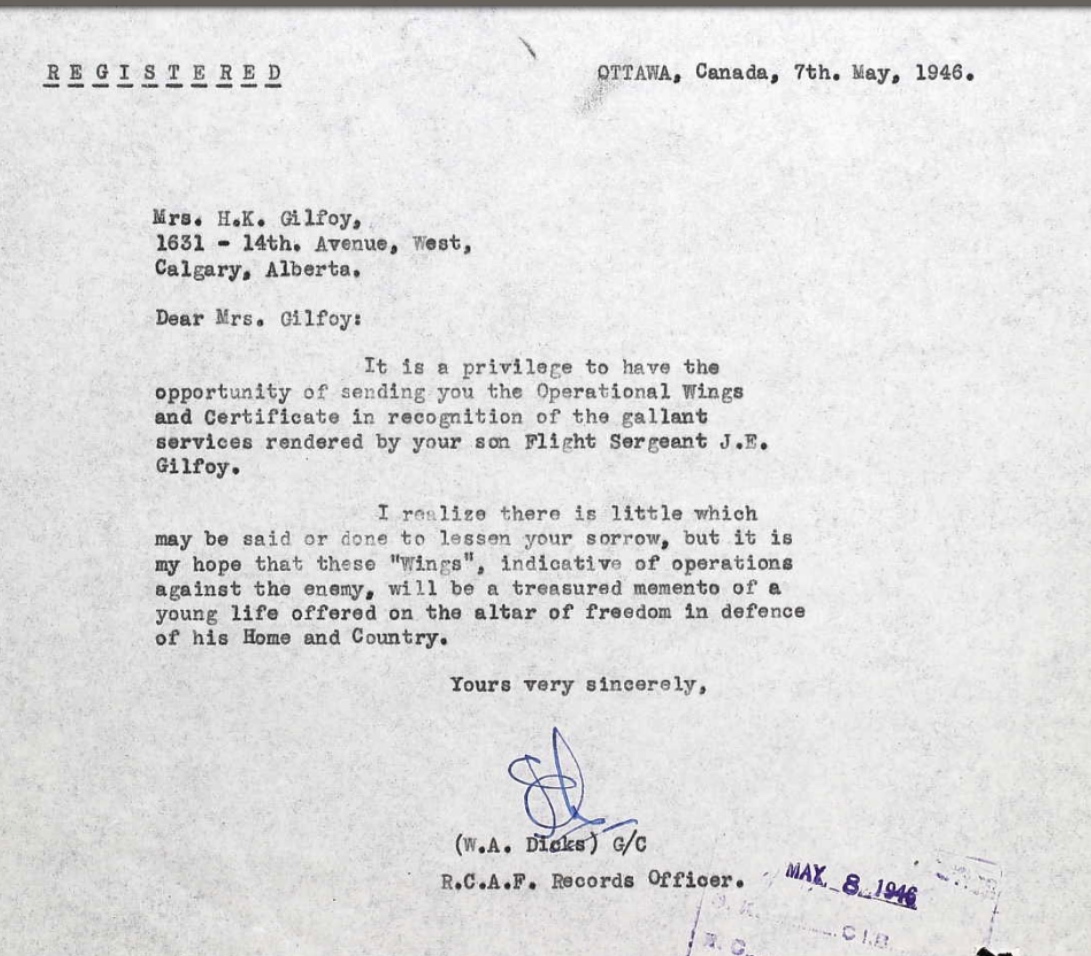 REGISTERED
OTTAWA, Canada, 7th. May, 1946.
Mrs. H.K. Gilfoy,
1631 - 14th. Avenue, West,
Calgary, Alberta.
Dear Mrs. Gilfoy:
It is a privilege to have the
opportunity of sending you the Operational Wings
and Certificate in recognition of the gallant
services rendered by your son Flight Sergeant J.E.
Gilfoy.
I realize there is little which
may be said or done to lessen your sorrow, but it is
my hope that these "Wings", indicative of operations
against the enemy, will be a treasured memento of a
young life offered on the altar of freedom in defence
of his Home and Country.
Yours very sincerely,
(W.A. Dicks) G/C
R.C.A.F. Records Officer.
MAY 8 1946